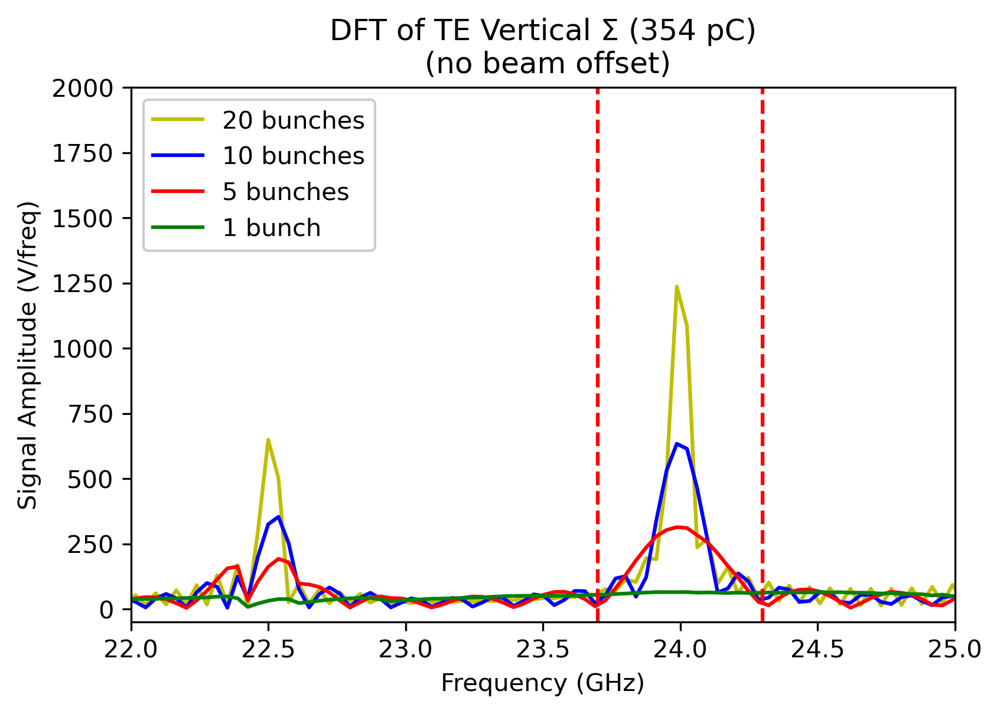 DFT of TE Vertical Σ (354 pC)
(no beam offset)
2000
1750
1500
1250
1000
750
500
250
0
Signal Amplitude (V/freq)
20 bunches
10 bunches
5 bunches
1 bunch
22.0 22.5 23.0 23.5 24.0 24.5 25.0
Frequency (GHz)